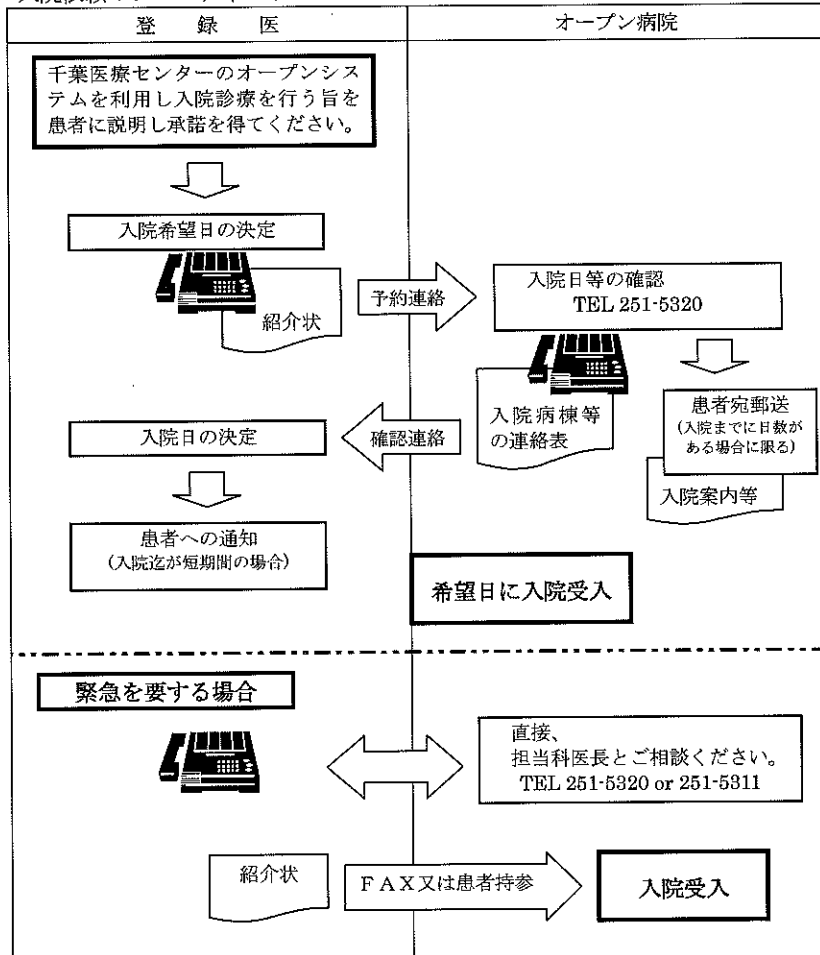 登　録　医
オープン病院
千葉医療センターのオープンシス
テムを利用し入院診療を行う旨を
患者に説明し承諾を得てください。
入院希望日の決定
紹介状
予約連絡
入院日等の確認
TEL 251-5320
入院病棟等
の連絡表
患者宛郵送
(入院までに日数が
ある場合に限る)
入院案内等
確認連絡
入院日の決定
患者への通知
(入院迄が短期間の場合)
希望日に入院受入
緊急を要する場合
直接、
担当科医長とご相談ください。
TEL 251-5320 or 251-5311
紹介状
ＦＡＸ又は患者持参
入院受入